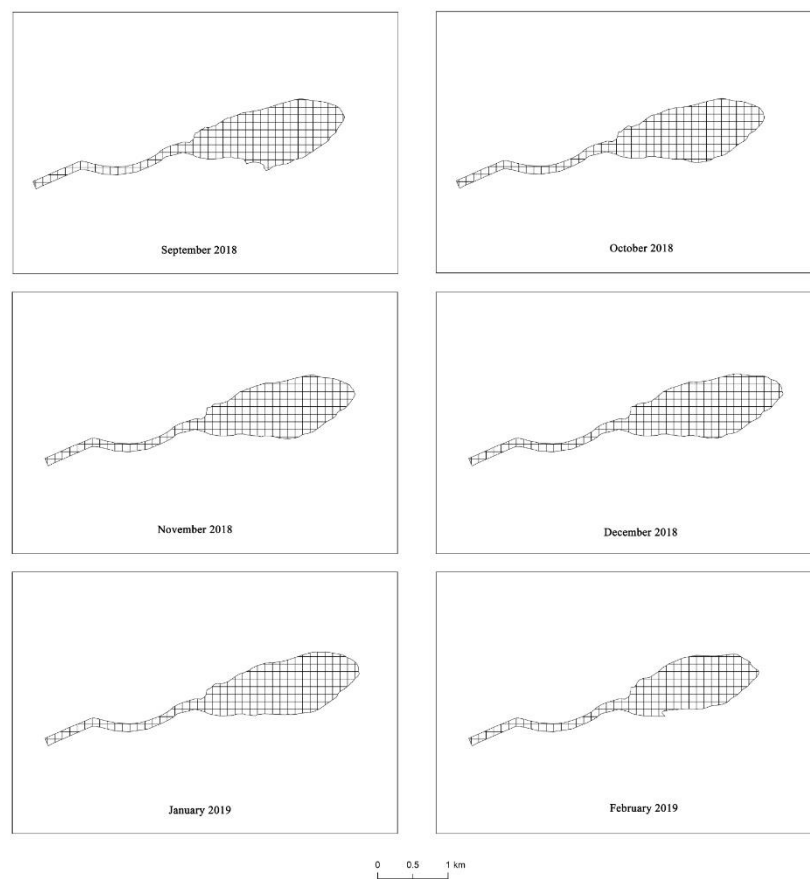 September 2018
October 2018
November 2018
December 2018
January 2019
February 2019
0 0.5 1 km